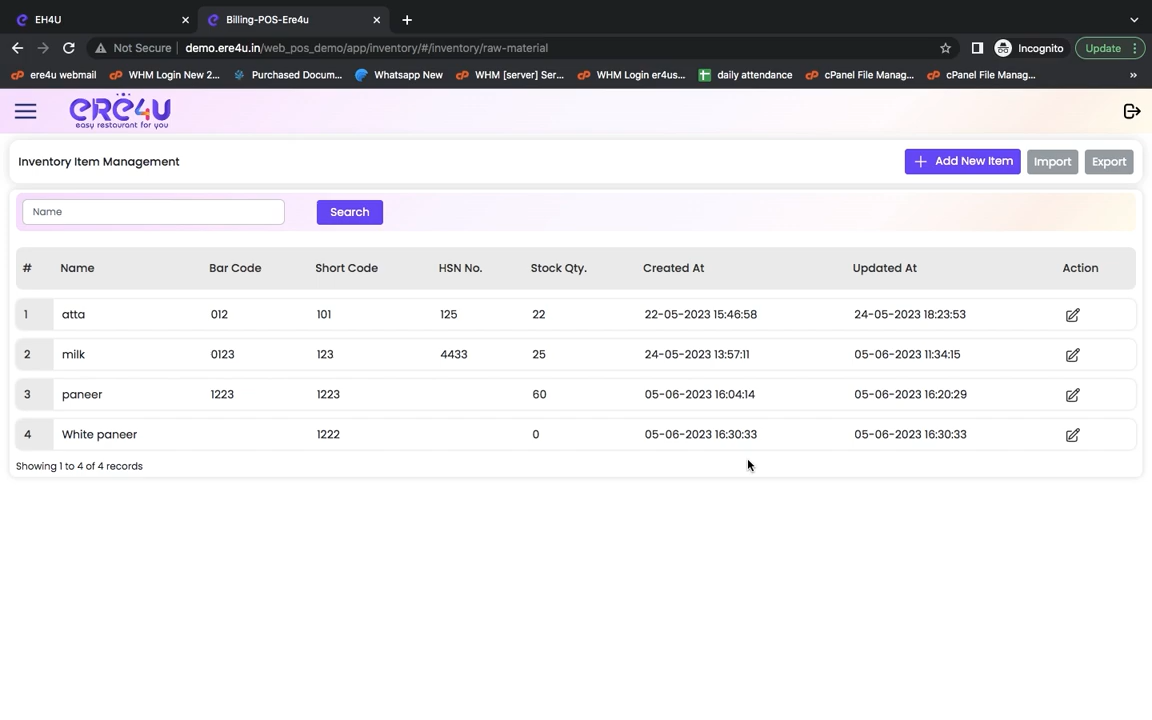 EH4U
Billing-POS-Ere4u
Not Secure demo.ere4u.in/web_pos_demo/app/inventory/#/inventory/raw-material Incognito Update
ere4u webmail WHM Login New 2... Purchased Docum... Whatsapp New WHM [server] Ser... WHM Login er4us... daily attendance cPanel File Manag... cPanel File Manag... »
eRe4U
easy restaurant for you
Inventory Item Management + Add New Item Import Export
Name Search
# Name Bar Code Short Code HSN No. Stock Qty. Created At Updated At Action
1 atta 012 101 125 22 22-05-2023 15:46:58 24-05-2023 18:23:53
2 milk 0123 123 4433 25 24-05-2023 13:57:11 05-06-2023 11:34:15
3 paneer 1223 1223 60 05-06-2023 16:04:14 05-06-2023 16:20:29
4 White paneer 1222 0 05-06-2023 16:30:33 05-06-2023 16:30:33
Showing 1 to 4 of 4 records